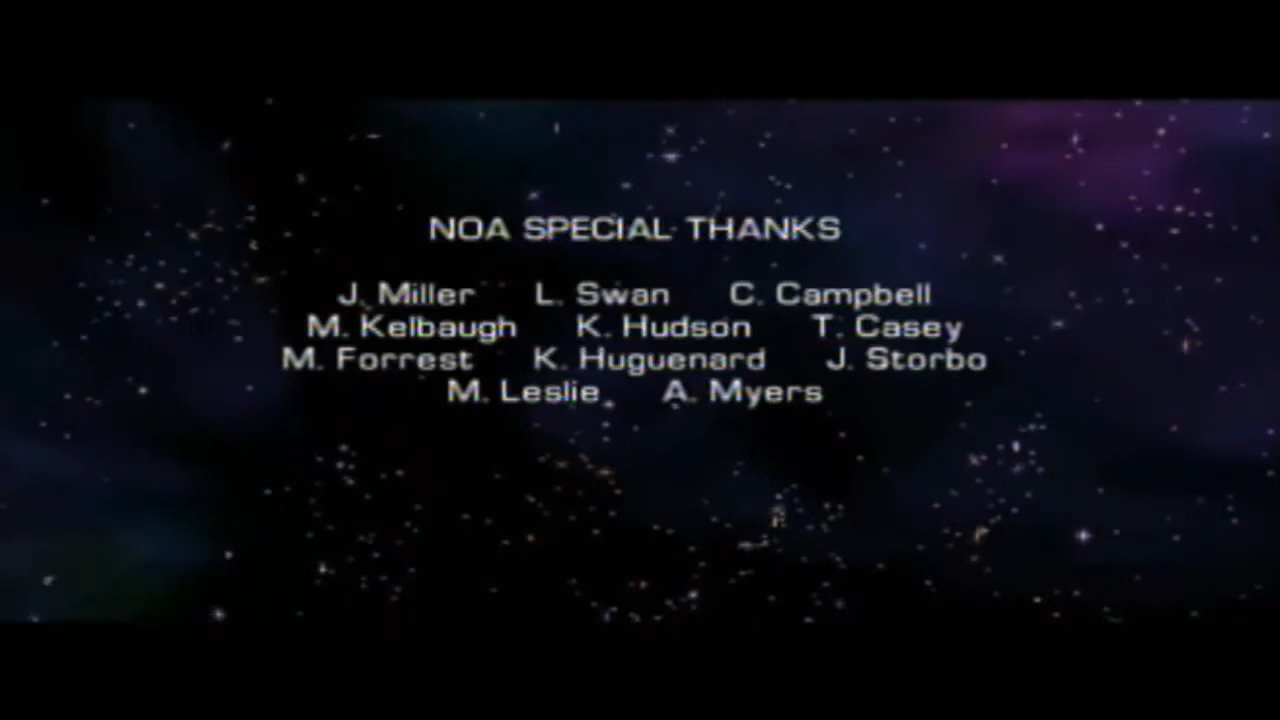 NOA SPECIAL THANKS
J. Miller L. Swan C. Campbell
M. Kelbaugh K. Hudson T. Casey
M. Forrest K. Huguenard J. Storbo
M. Leslie A. Myers